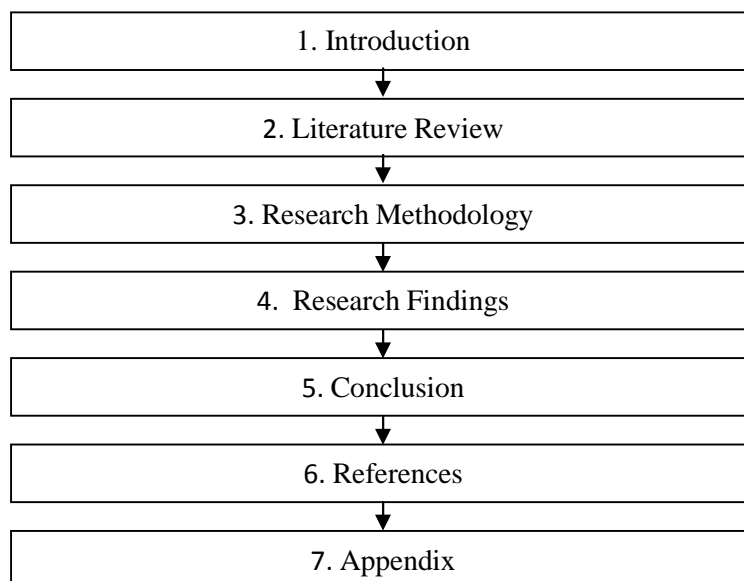 1. Introduction
2. Literature Review
3. Research Methodology
4. Research Findings
5. Conclusion
6. References
7. Appendix